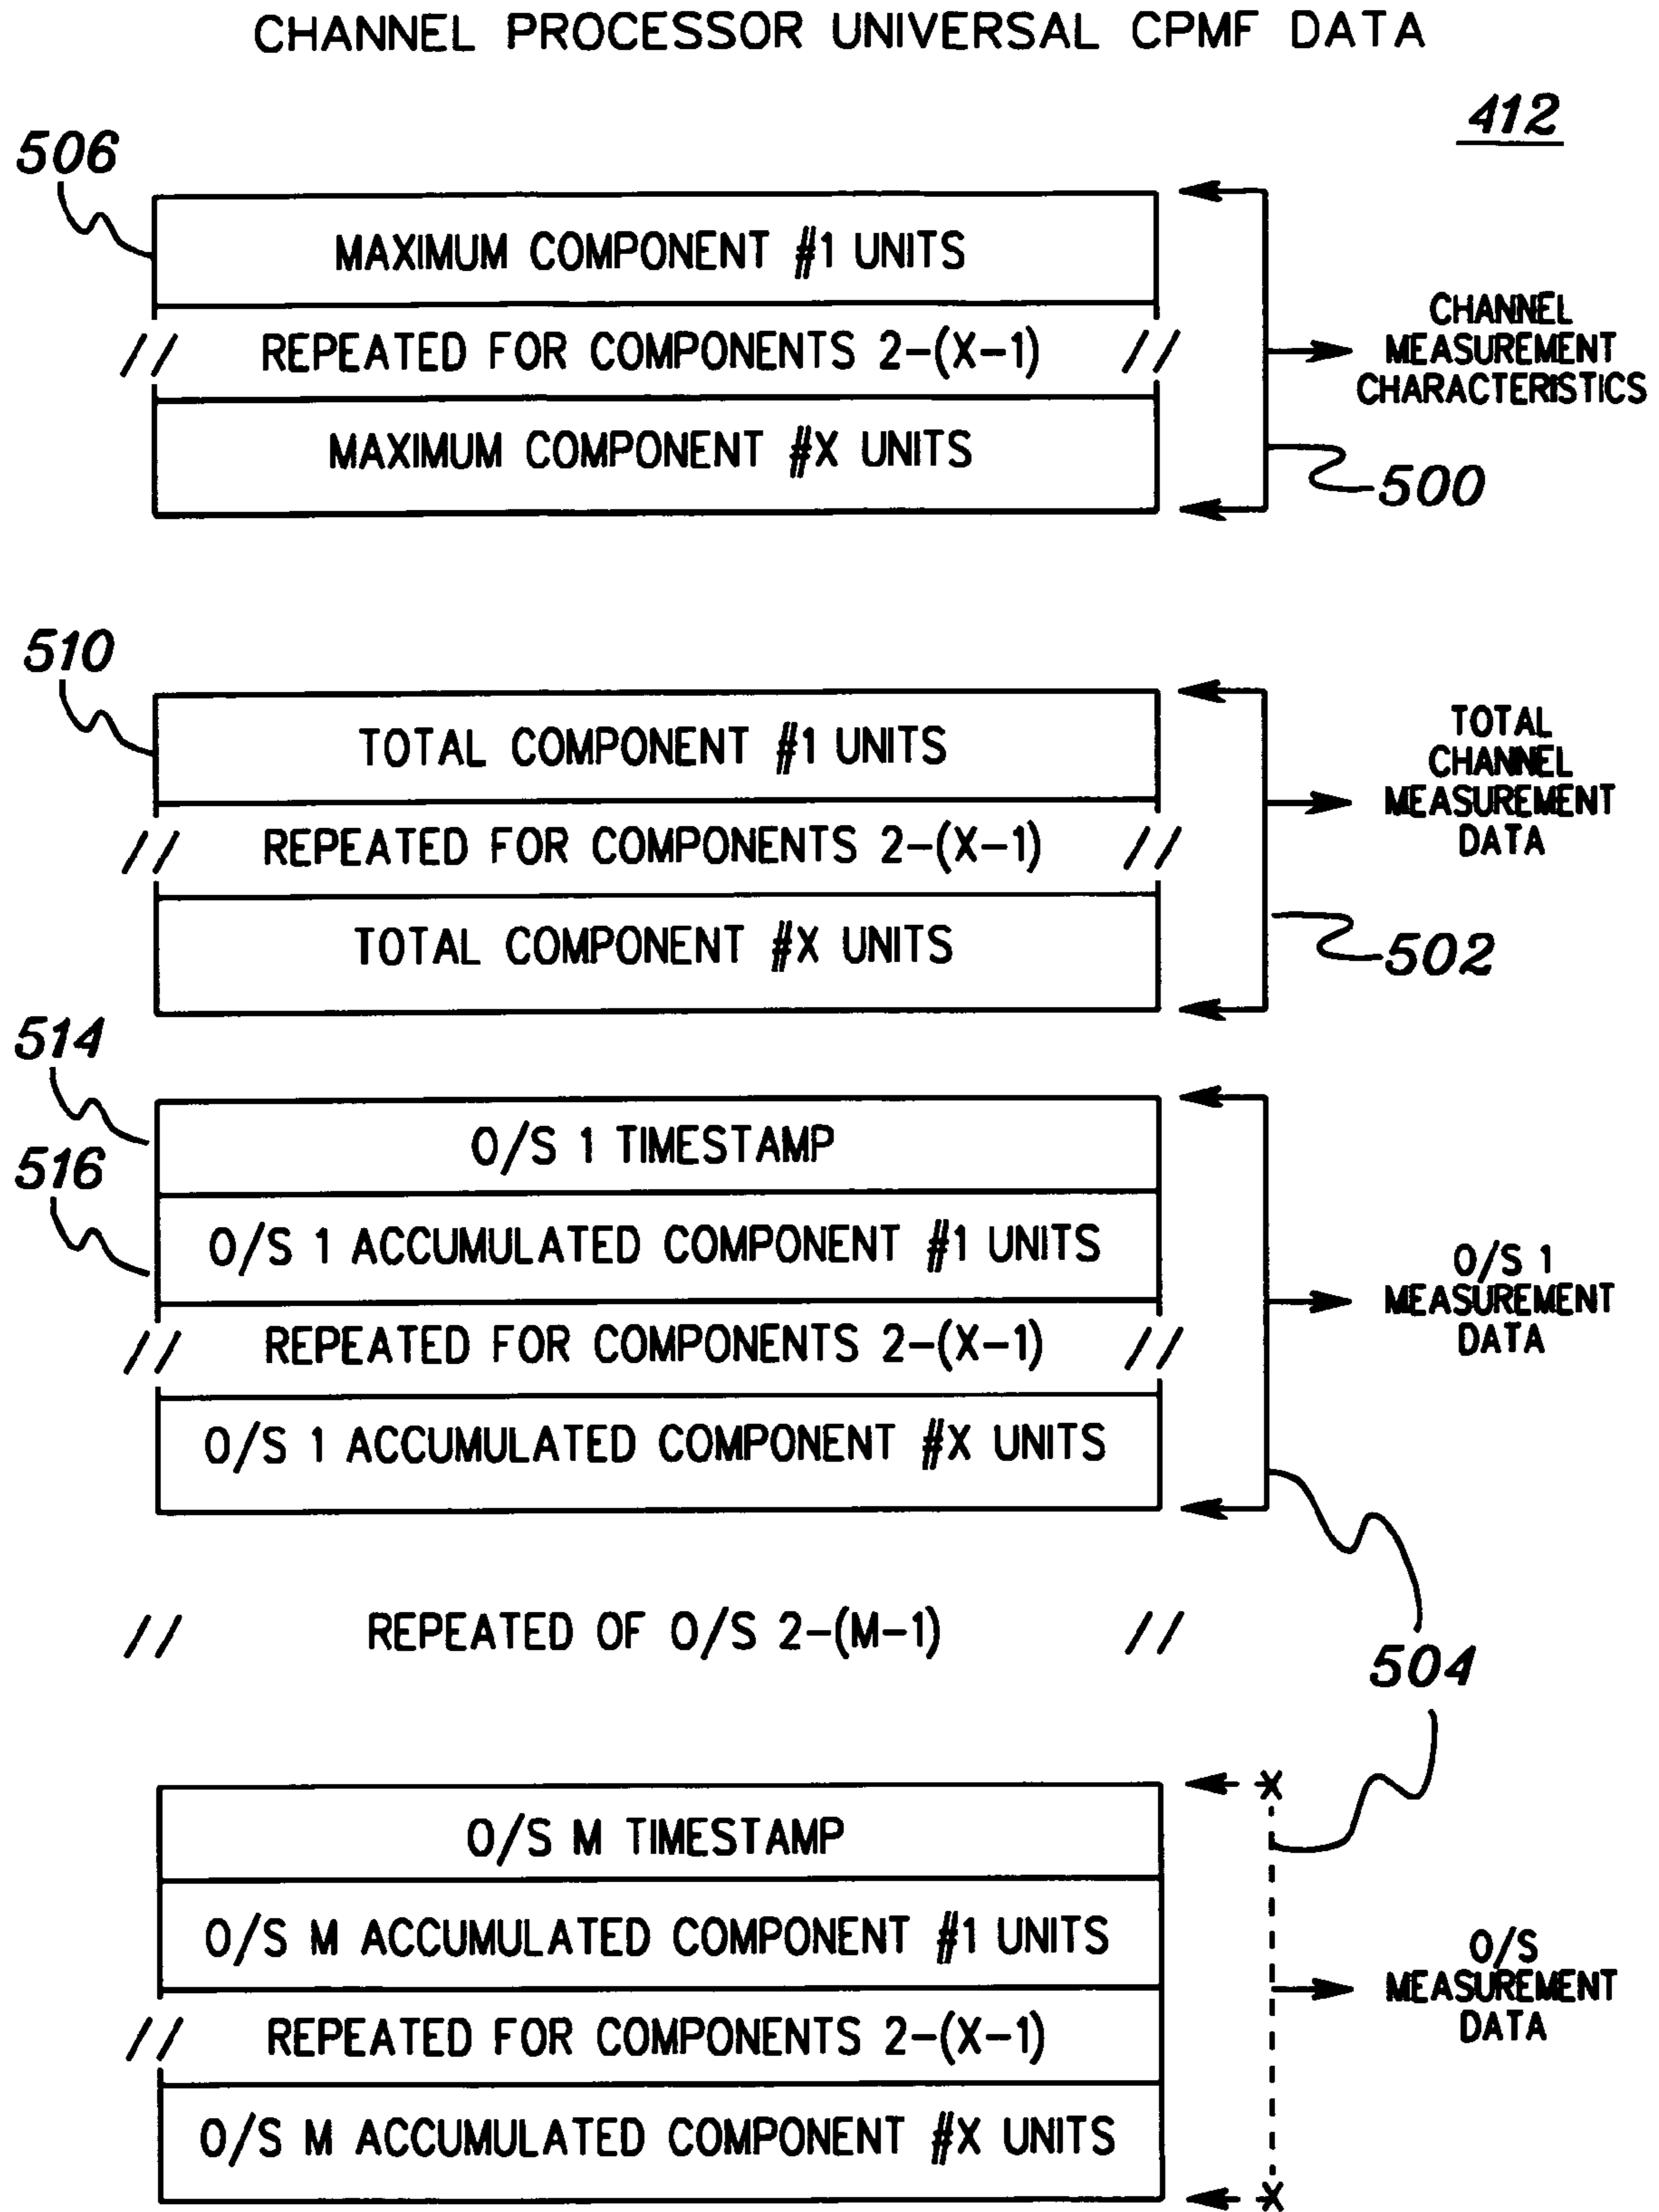 CHANNEL PROCESSOR UNIVERSAL CPMF DATA
412
506
MAXIMUM COMPONENT #1 UNITS
// REPEATED FOR COMPONENTS 2-(X-1) //
MAXIMUM COMPONENT #X UNITS
CHANNEL
MEASUREMENT
CHARACTERISTICS
500
510
TOTAL COMPONENT #1 UNITS
// REPEATED FOR COMPONENTS 2-(X-1) //
TOTAL COMPONENT #X UNITS
TOTAL
CHANNEL
MEASUREMENT
DATA
502
514
O/S 1 TIMESTAMP
516
O/S 1 ACCUMULATED COMPONENT #1 UNITS
// REPEATED FOR COMPONENTS 2-(X-1) //
O/S 1 ACCUMULATED COMPONENT #X UNITS
O/S 1
MEASUREMENT
DATA
// REPEATED OF O/S 2-(M-1) //
504
O/S M TIMESTAMP
O/S M ACCUMULATED COMPONENT #1 UNITS
// REPEATED FOR COMPONENTS 2-(X-1)
O/S M ACCUMULATED COMPONENT #X UNITS
O/S
MEASUREMENT
DATA